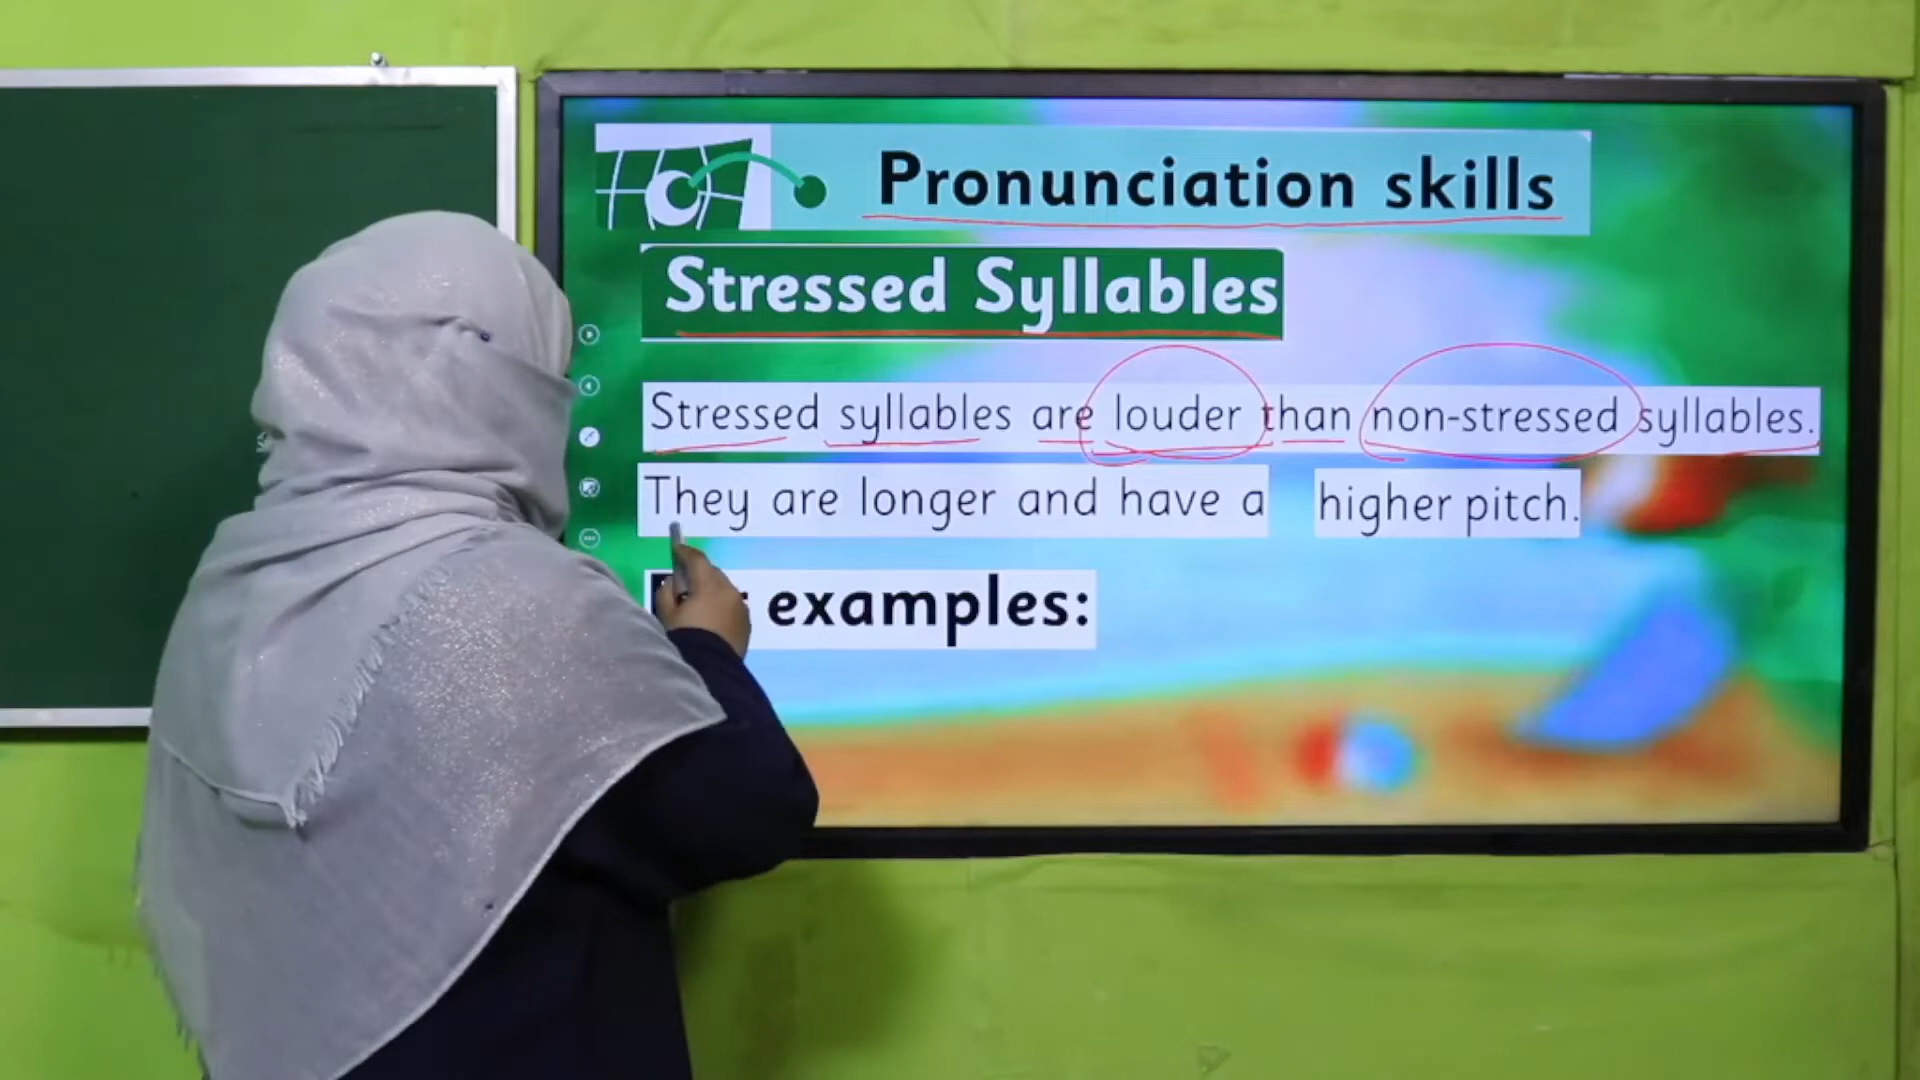 Pronunciation skills
Stressed Syllables
Stressed syllables are louder than non-stressed syllables.
They are longer and have a higher pitch.
examples: